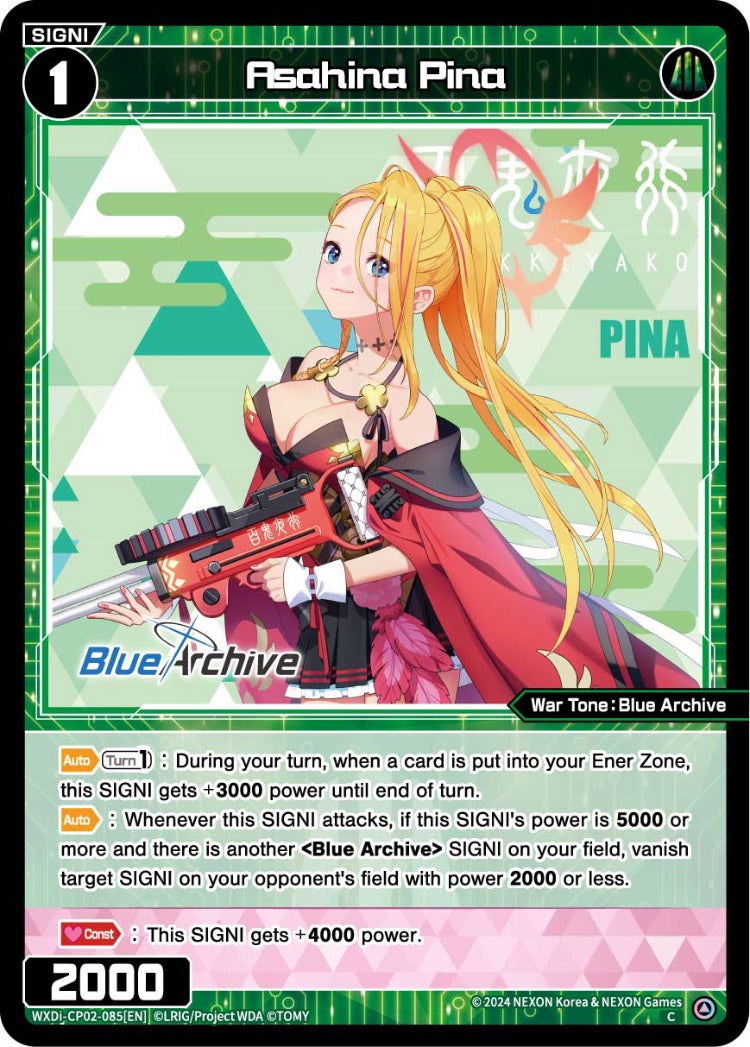 SIGNI
1
Asahina Pina
百鬼夜行
KKIYAKO
PINA
百鬼夜行
Blue Archive
War Tone:Blue Archive
Auto Turn 1 : During your turn, when a card is put into your Ener Zone,
this SIGNI gets +3000 power until end of turn.
Auto : Whenever this SIGNI attacks, if this SIGNI's power is 5000 or
more and there is another <Blue Archive> SIGNI on your field, vanish
target SIGNI on your opponent's field with power 2000 or less.
Const : This SIGNI gets +4000 power.
2000
©2024 NEXON Korea & NEXON Games
WXDi-CP02-085[EN] ©LRIG/Project WDA ©TOMY
C